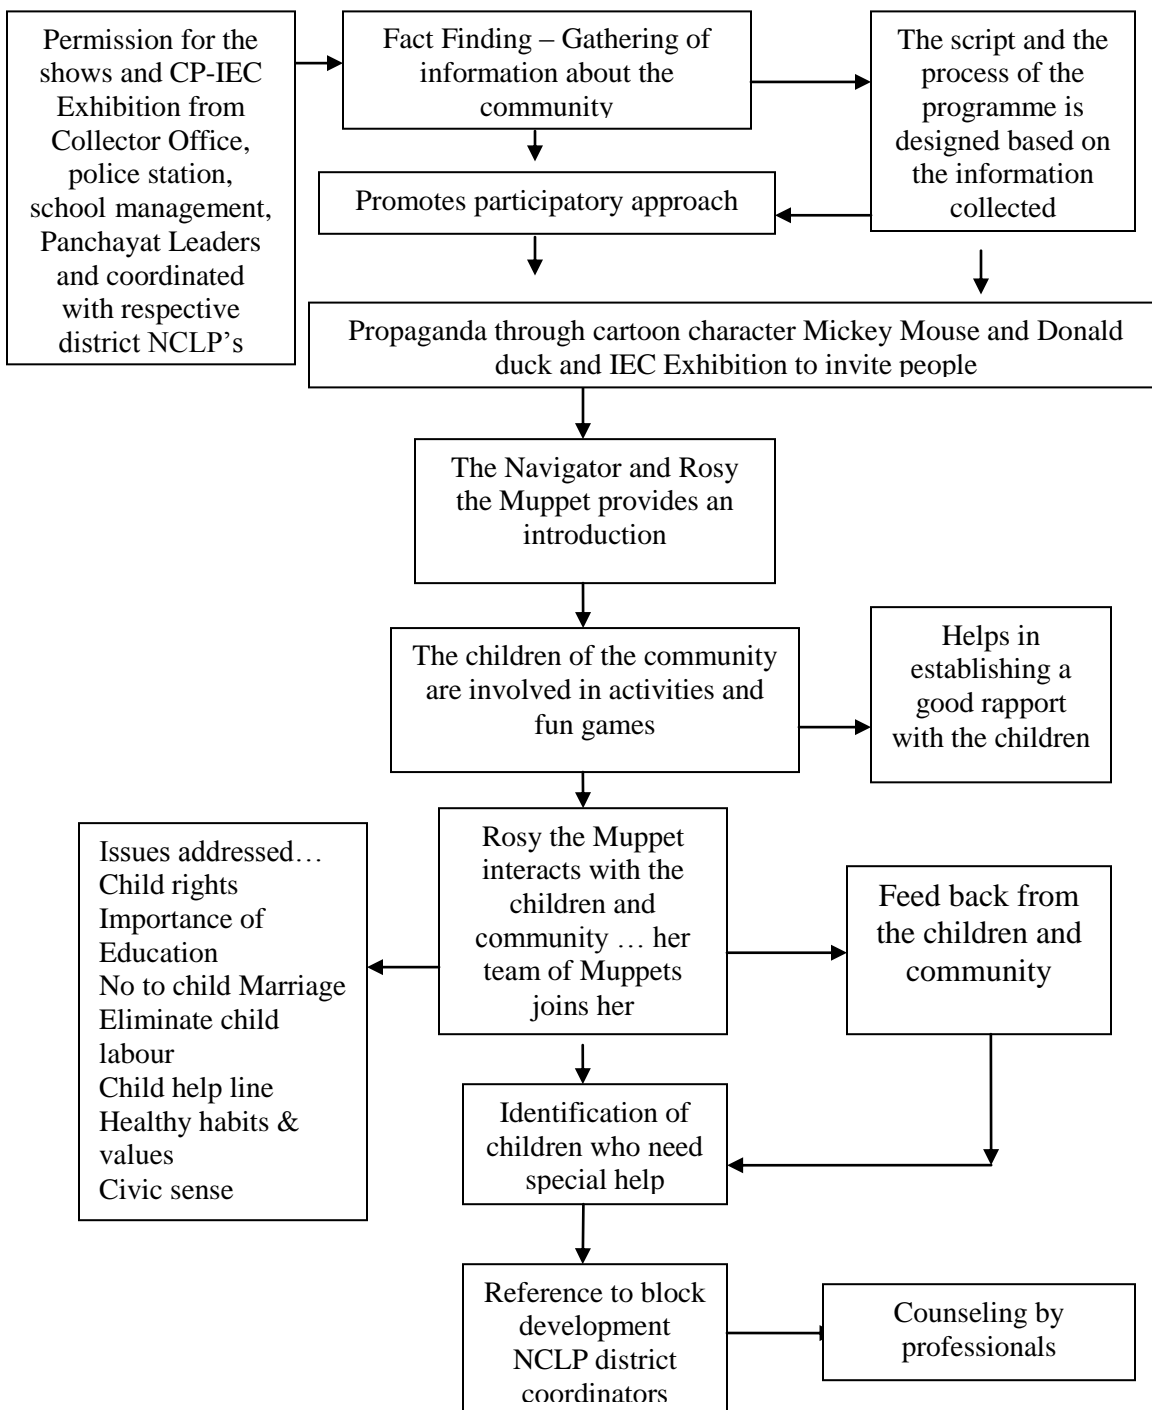 Permission for the
shows and CP-IEC
Exhibition from
Collector Office,
police station,
school management,
Panchayat Leaders
and coordinated
with respective
district NCLP's
Fact Finding – Gathering of
information about the
community
The script and the
process of the
programme is
designed based on
the information
collected
Promotes participatory approach
Propaganda through cartoon character Mickey Mouse and Donald
duck and IEC Exhibition to invite people
The Navigator and Rosy
the Muppet provides an
introduction
The children of the community
are involved in activities and
fun games
Helps in
establishing a
good rapport
with the children
Issues addressed…
Child rights
Importance of
Education
No to child Marriage
Eliminate child
labour
Child help line
Healthy habits &
values
Civic sense
Rosy the Muppet
interacts with the
children and
community … her
team of Muppets
joins her
Feed back from
the children and
community
Identification of
children who need
special help
Reference to block
development
NCLP district
coordinators
Counseling by
professionals